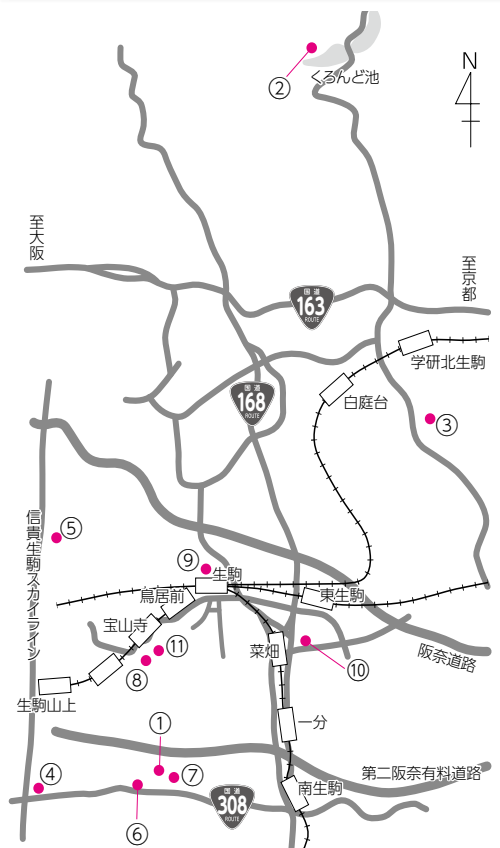 N
②
くろんど池
至大阪
至京都
国道
163
ROUTE
学研北生駒
白庭台
国道
168
ROUTE
③
信貴生駒スカイライン
⑤
⑨
生駒
鳥居前
東生駒
宝山寺
⑪
菜畑
⑧
⑩
阪奈道路
生駒山上
一分
①
④
⑦
第二阪奈有料道路
南生駒
国道
308
ROUTE
⑥